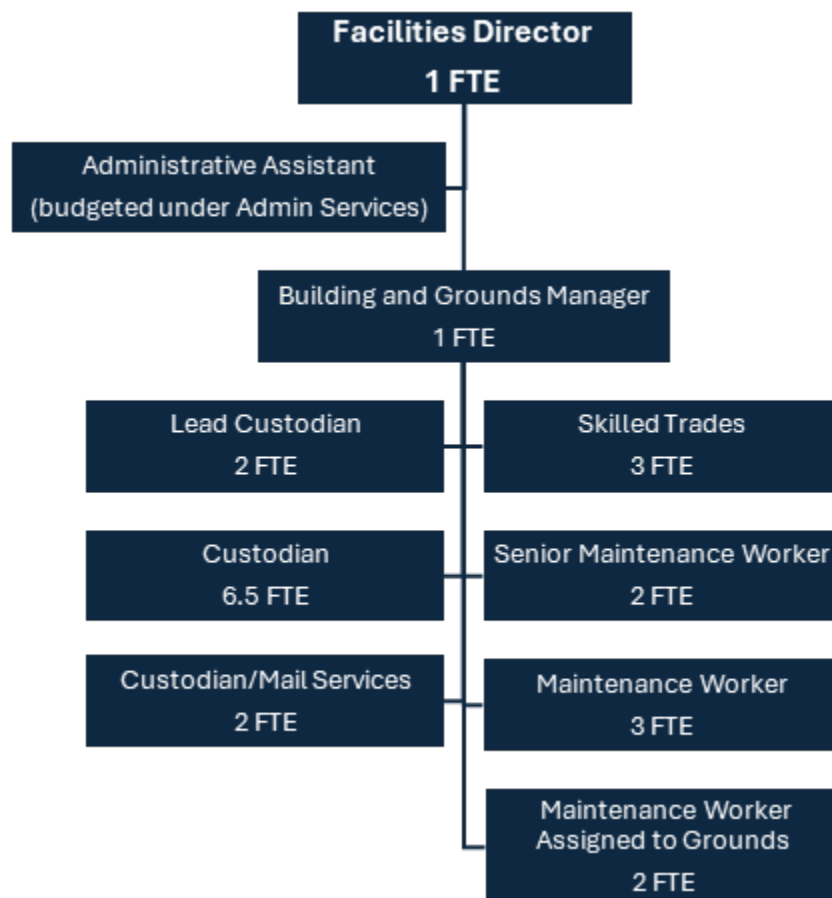 Facilities Director
1 FTE
Administrative Assistant
(budgeted under Admin Services)
Building and Grounds Manager
1 FTE
Lead Custodian
2 FTE
Skilled Trades
3 FTE
Custodian
6.5 FTE
Senior Maintenance Worker
2 FTE
Custodian/Mail Services
2 FTE
Maintenance Worker
3 FTE
Maintenance Worker
Assigned to Grounds
2 FTE